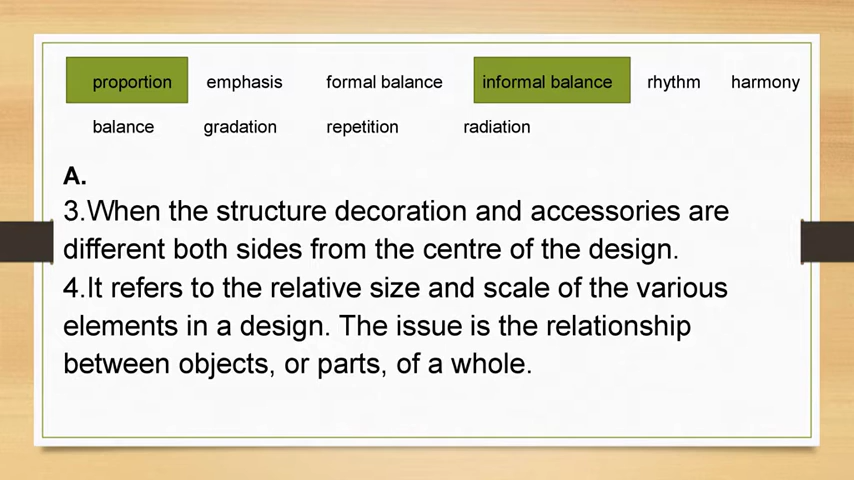 proportion emphasis formal balance informal balance rhythm harmony
balance gradation repetition radiation
A.
3.When the structure decoration and accessories are
different both sides from the centre of the design.
4.It refers to the relative size and scale of the various
elements in a design. The issue is the relationship
between objects, or parts, of a whole.